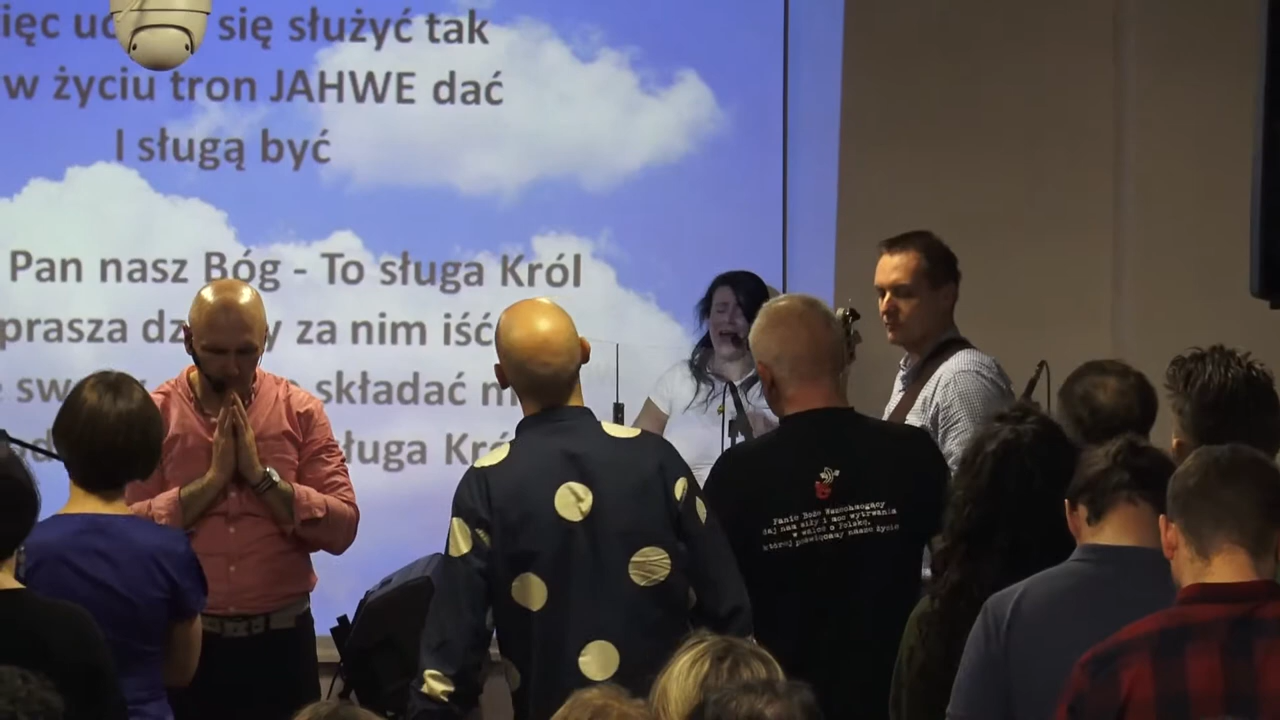 się służyć tak
w życiu tron JAHWE dać
I sługą być
Pan nasz Bóg - To sługa Król
za nim iść
składać
sługa
Panie Boże Wszechmogący
daj nam siły i moc wytrwania
w walce o Polskę,
której poświęcamy nasze życie